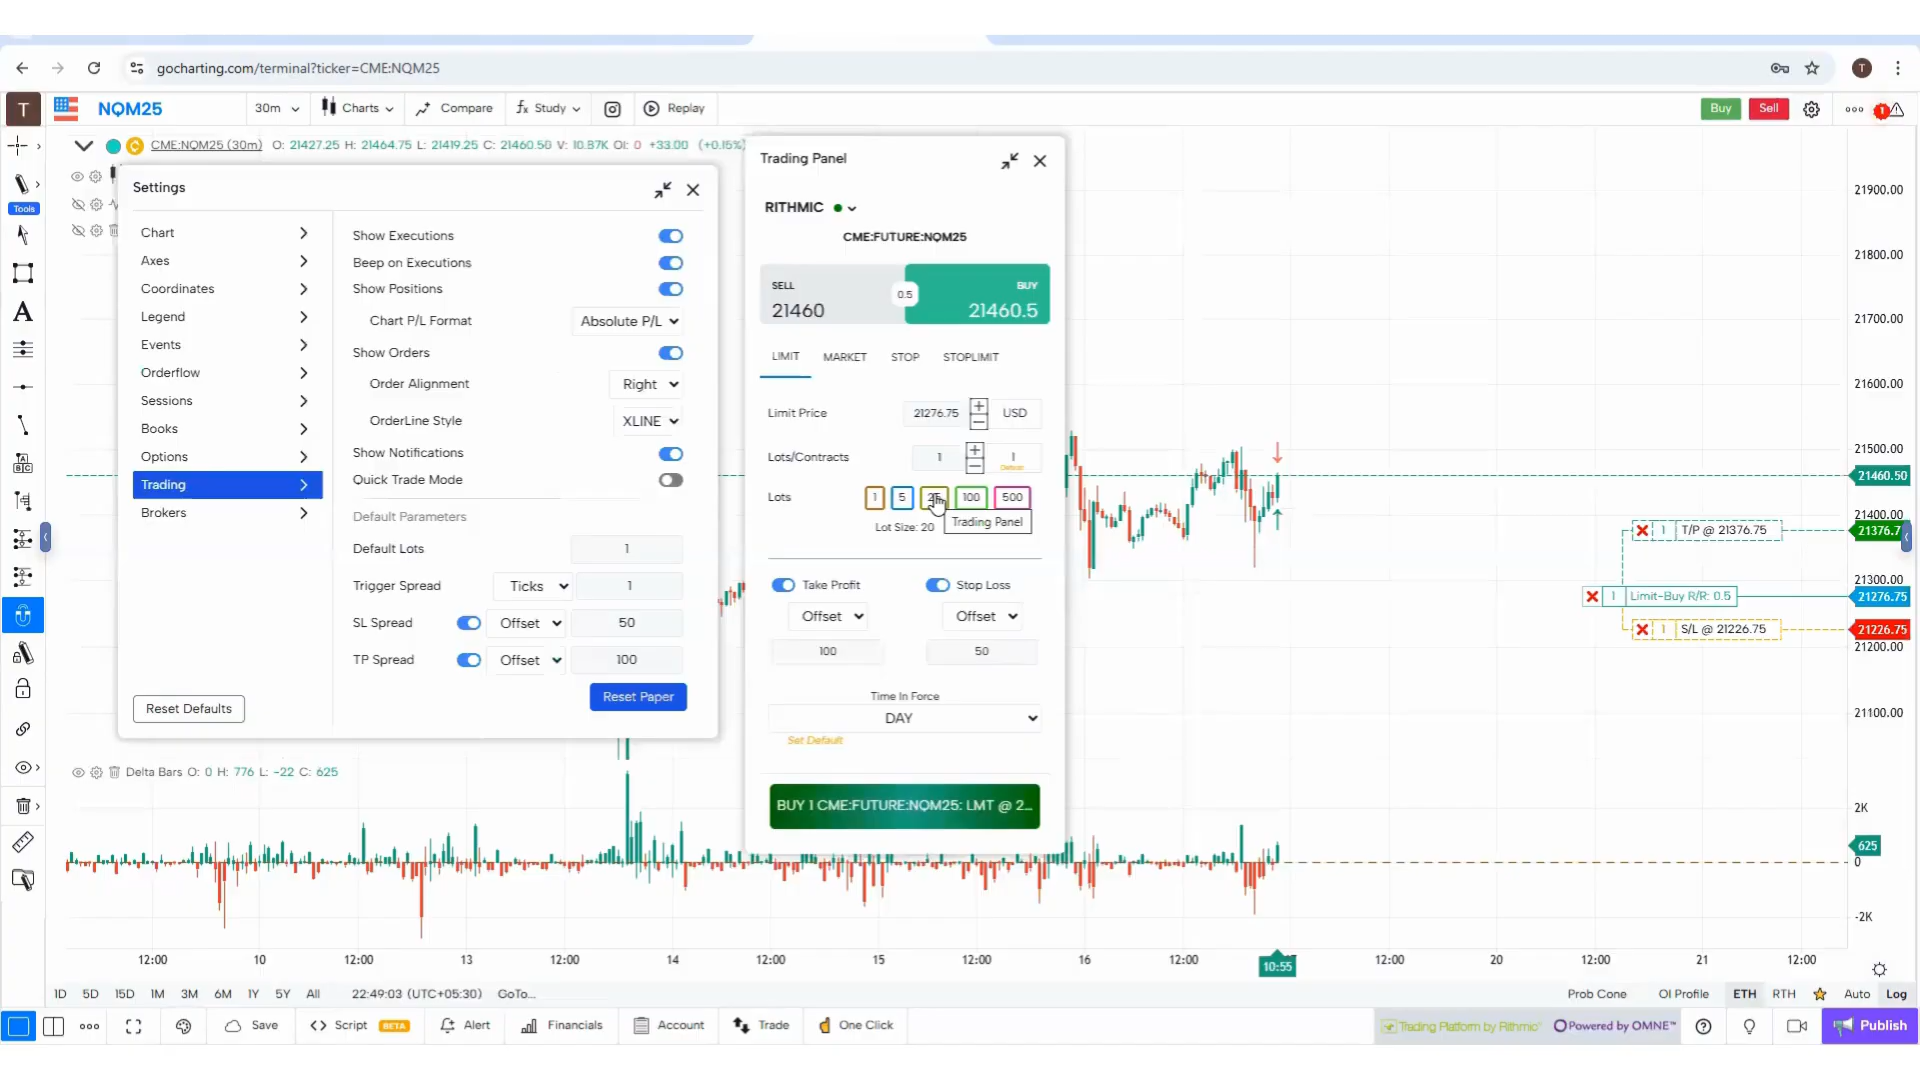 gocharting.com/terminal?ticker=CME:NQM25
T
T
NQM25
30m
Charts
Compare
fx Study
Replay
Buy
Sell
1
CME:NQM25 (30m) O: 21427.25 H: 21464.75 L: 21419.25 C: 21460.50 V: 10.87K OI: 0 +33.00 (+0.15%)
Tools
Settings
Chart
Axes
Coordinates
Legend
Events
Orderflow
Sessions
Books
Options
Trading
Brokers
Reset Defaults
Show Executions
Beep on Executions
Show Positions
Chart P/L Format Absolute P/L
Show Orders
Order Alignment Right
OrderLine Style XLINE
Show Notifications
Quick Trade Mode
Default Parameters
Default Lots 1
Trigger Spread Ticks 1
SL Spread Offset 50
TP Spread Offset 100
Reset Paper
Trading Panel
RITHMIC
CME:FUTURE:NQM25
SELL
21460
0.5
BUY
21460.5
LIMIT MARKET STOP STOPLIMIT
Limit Price 21276.75 + − USD
Lots/Contracts 1 + − 1
Default
Lots 1 5 100 500
Lot Size: 20
Trading Panel
Take Profit Stop Loss
Offset Offset
100 50
Time In Force
DAY
Set Default
BUY 1 CME:FUTURE:NQM25: LMT @ 2...
1 T/P @ 21376.75
1 Limit-Buy R/R: 0.5
1 S/L @ 21226.75
21900.00
21800.00
21700.00
21600.00
21500.00
21460.50
21400.00
21376.7
21300.00
21276.75
21226.75
21200.00
21100.00
Delta Bars O: 0 H: 776 L: -22 C: 625
2K
625
0
-2K
12:00 10 12:00 13 12:00 14 12:00 15 12:00 16 12:00 10:55 12:00 20 12:00 21 12:00
1D 5D 15D 1M 3M 6M 1Y 5Y All 22:49:03 (UTC+05:30) GoTo...
Prob Cone OI Profile ETH RTH Auto Log
Save
Script BETA
Alert
Financials
Account
Trade
One Click
Trading Platform by Rithmic
Powered by OMNE™
Publish